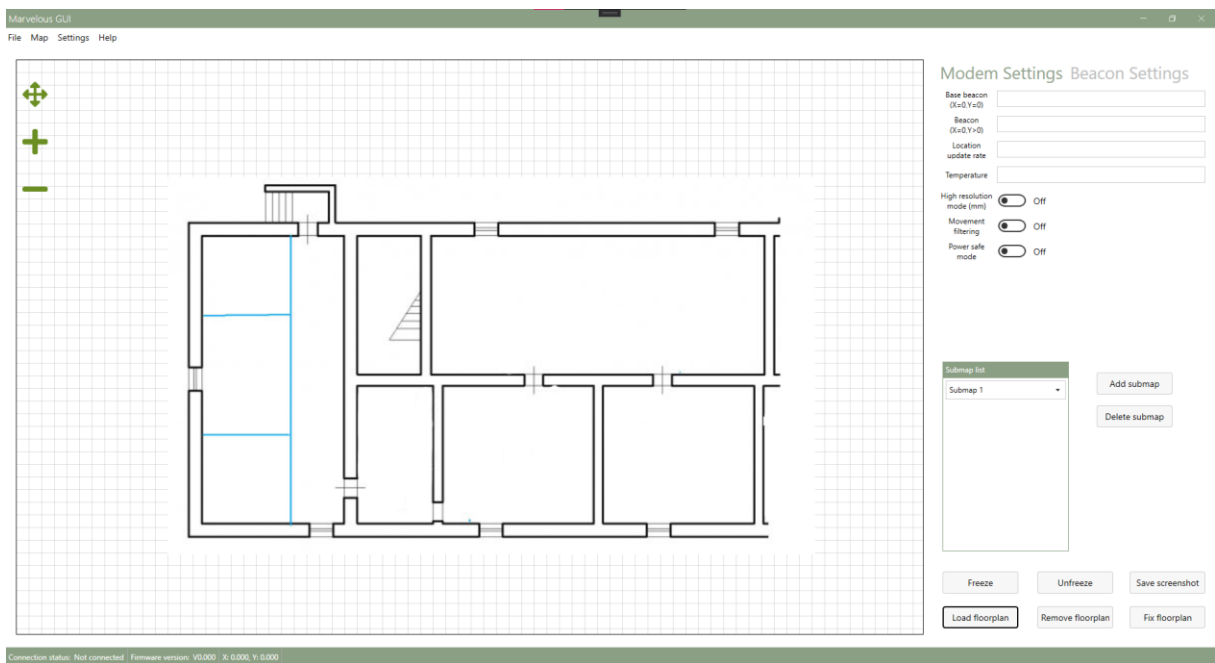 Marvelous GUI
File Map Settings Help
Modem Settings Beacon Settings
Base beacon
(X=0,Y=0)
Beacon
(X=0,Y>0)
Location
update rate
Temperature
High resolution
mode (mm)
Off
Movement
filtering
Off
Power safe
mode
Off
Submap list
Submap 1
Add submap
Delete submap
Freeze Unfreeze Save screenshot
Load floorplan Remove floorplan Fix floorplan
Connection status: Not connected Firmware version: V0.000 X: 0.000, Y: 0.000